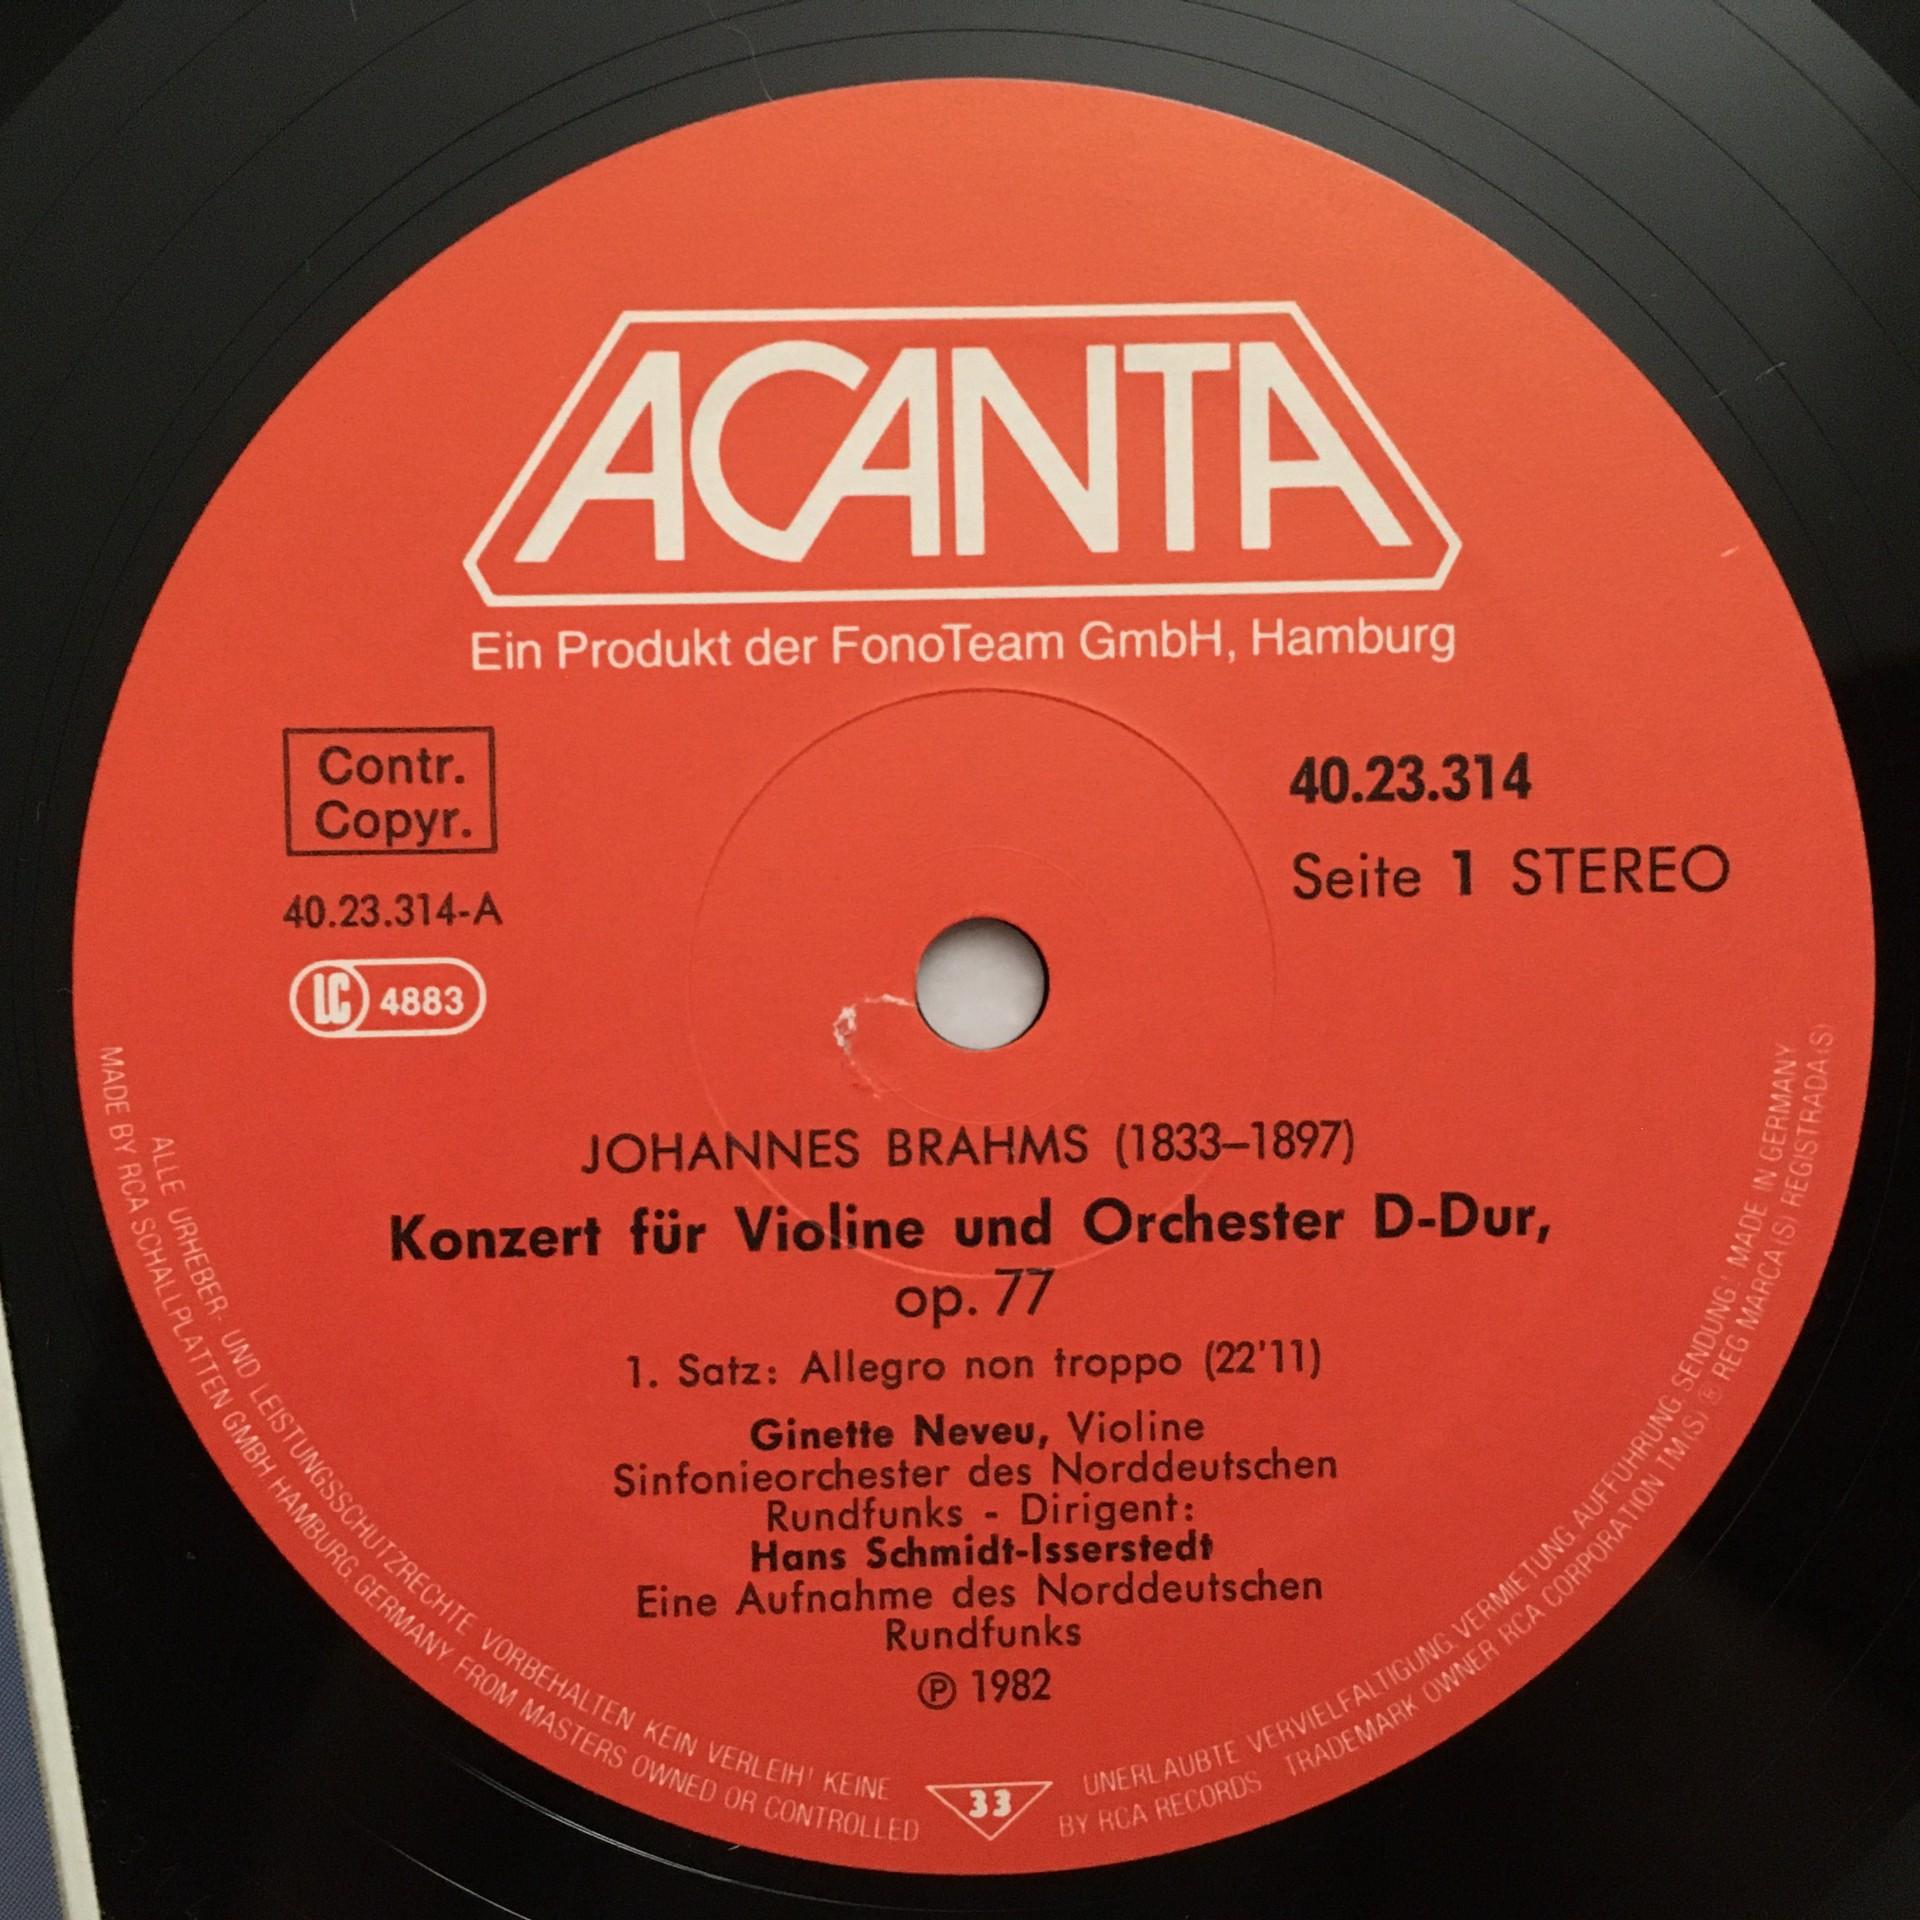 ACANTA
Ein Produkt der FonoTeam GmbH, Hamburg
Contr.
Copyr.
40.23.314-A
LC 4883
40.23.314
Seite 1 STEREO
JOHANNES BRAHMS (1833–1897)
Konzert für Violine und Orchester D-Dur,
op. 77
1. Satz: Allegro non troppo (22'11)
Ginette Neveu, Violine
Sinfonieorchester des Norddeutschen
Rundfunks - Dirigent:
Hans Schmidt-Isserstedt
Eine Aufnahme des Norddeutschen
Rundfunks
℗ 1982
33
ALLE URHEBER- UND LEISTUNGSSCHUTZRECHTE VORBEHALTEN KEIN VERLEIH! KEINE UNERLAUBTE VERVIELFÄLTIGUNG, VERMIETUNG, AUFFÜHRUNG, SENDUNG! MADE IN GERMANY
MADE BY RCA SCHALLPLATTEN GMBH HAMBURG, GERMANY FROM MASTERS OWNED OR CONTROLLED BY RCA RECORDS TRADEMARK OWNER RCA CORPORATION TM(S) ® REG MARCA(S) REGISTRADA(S)